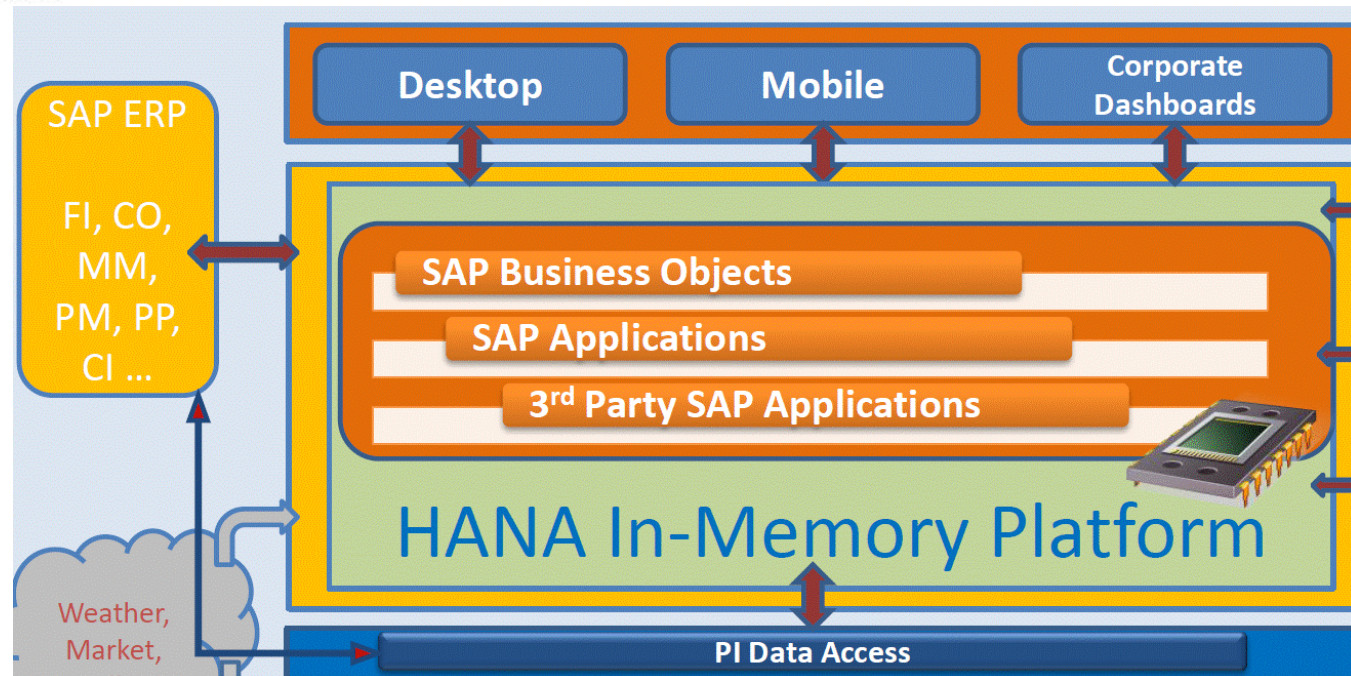 Desktop
Mobile
Corporate
Dashboards
SAP ERP
FI, CO,
MM,
PM, PP,
CI ...
SAP Business Objects
SAP Applications
3rd Party SAP Applications
HANA In-Memory Platform
Weather,
Market,
PI Data Access